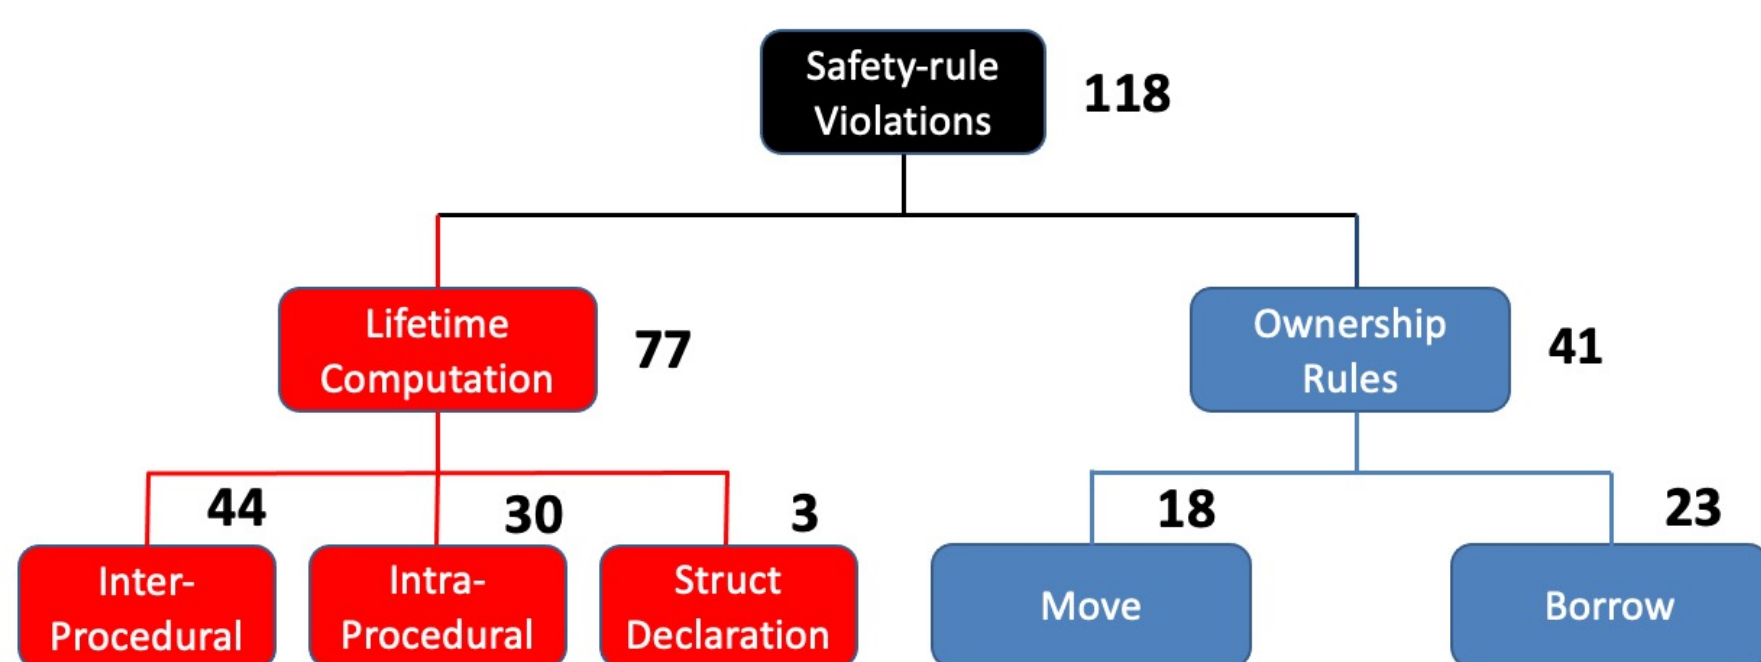 Safety-rule
Violations
118
Lifetime
Computation
77
Ownership
Rules
41
44
30
3
18
23
Inter-
Procedural
Intra-
Procedural
Struct
Declaration
Move
Borrow